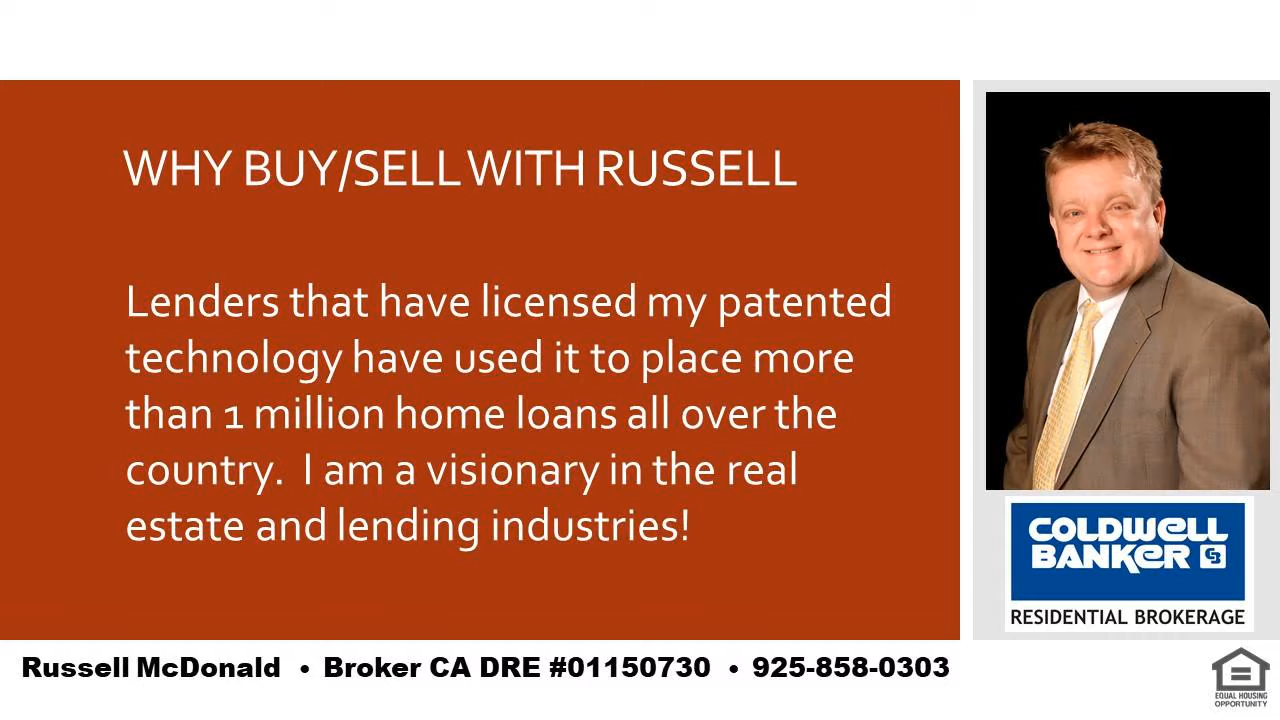 WHY BUY/SELL WITH RUSSELL
Lenders that have licensed my patented
technology have used it to place more
than 1 million home loans all over the
country.  I am a visionary in the real
estate and lending industries!
COLDWELL
BANKER CB
RESIDENTIAL BROKERAGE
Russell McDonald • Broker CA DRE #01150730 • 925-858-0303
EQUAL HOUSING
OPPORTUNITY